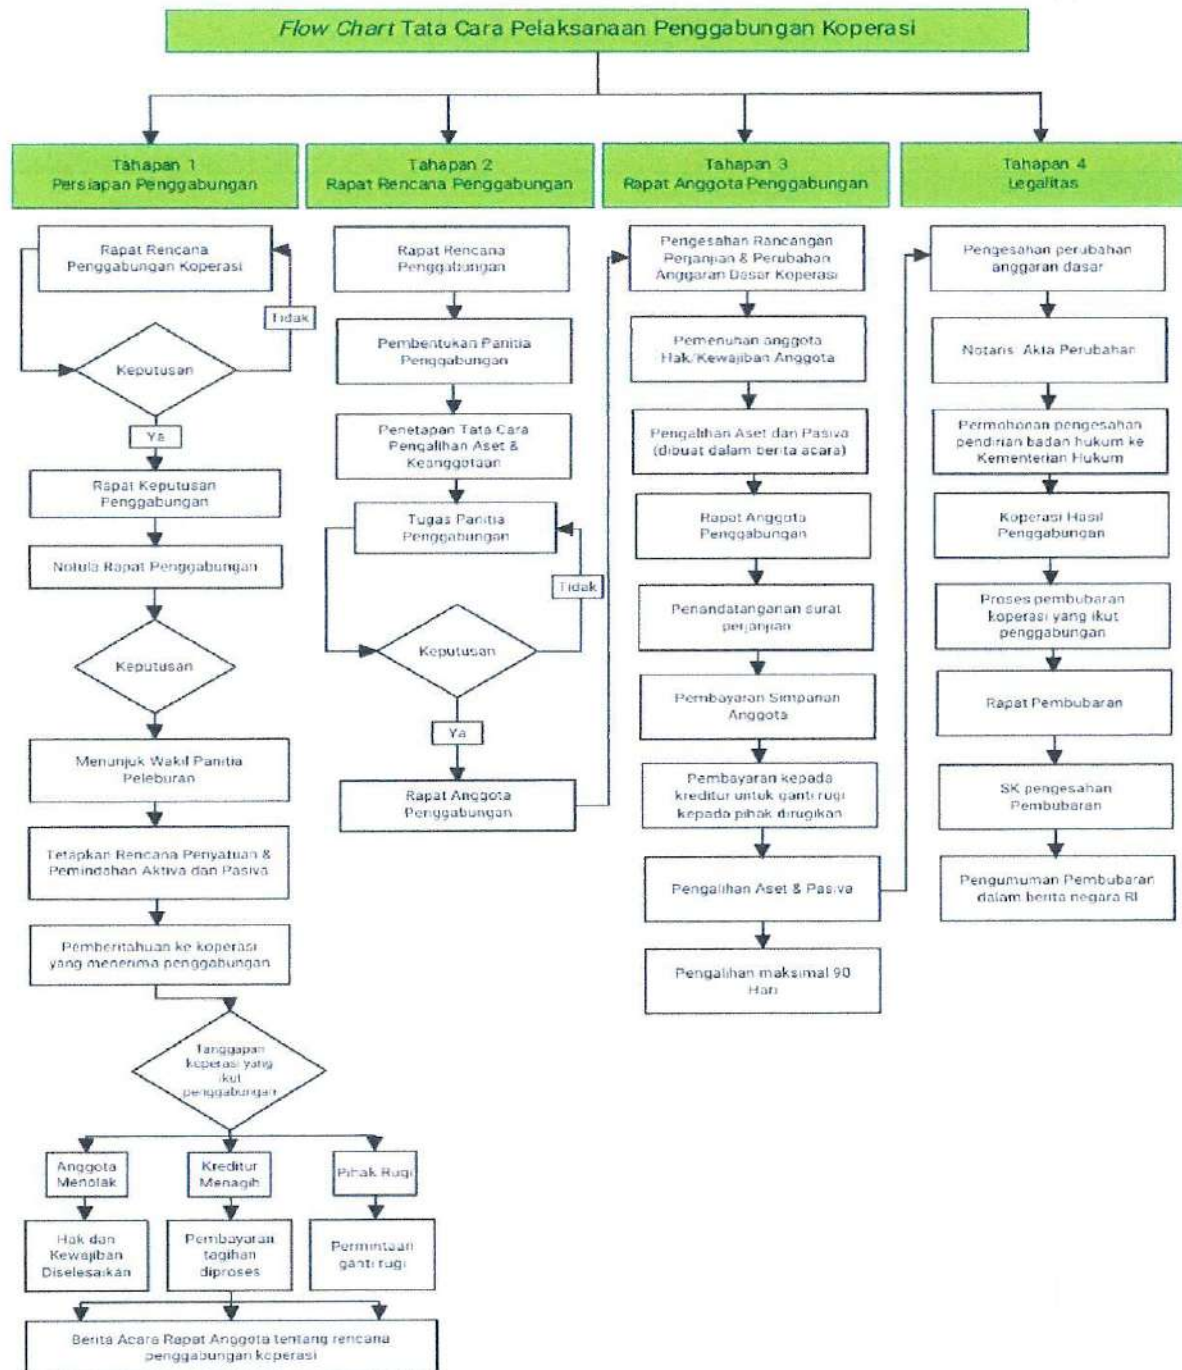 Flow Chart Tata Cara Pelaksanaan Penggabungan Koperasi
Tahapan 1
Persiapan Penggabungan
Rapat Rencana
Penggabungan Koperasi
Tidak
Keputusan
Ya
Rapat Keputusan
Penggabungan
Notula Rapat Penggabungan
Keputusan
Menunjuk Wakil Panitia
Peleburan
Tetapkan Rencana Penyatuan &
Pemindahan Aktiva dan Pasiva
Pemberitahuan ke koperasi
yang menerima penggabungan
Tanggapan
koperasi yang
ikut
penggabungan
Anggota
Menolak
Kreditur
Menagih
Pihak Rugi
Hak dan
Kewajiban
Diselesaikan
Pembayaran
tagihan
diproses
Permintaan
ganti rugi
Berita Acara Rapat Anggota tentang rencana
penggabungan koperasi
Tahapan 2
Rapat Rencana Penggabungan
Rapat Rencana
Penggabungan
Pembentukan Panitia
Penggabungan
Penetapan Tata Cara
Pengalihan Aset &
Keanggotaan
Tugas Panitia
Penggabungan
Tidak
Keputusan
Ya
Rapat Anggota
Penggabungan
Tahapan 3
Rapat Anggota Penggabungan
Pengesahan Rancangan
Perjanjian & Perubahan
Anggaran Dasar Koperasi
Pemenuhan anggota
Hak/Kewajiban Anggota
Pengalihan Aset dan Pasiva
(dibuat dalam berita acara)
Rapat Anggota
Penggabungan
Penandatanganan surat
perjanjian
Pembayaran Simpanan
Anggota
Pembayaran kepada
kreditur untuk ganti rugi
kepada pihak dirugikan
Pengalihan Aset & Pasiva
Pengalihan maksimal 90
Hari
Tahapan 4
Legalitas
Pengesahan perubahan
anggaran dasar
Notaris: Akta Perubahan
Permohonan pengesahan
pendirian badan hukum ke
Kementerian Hukum
Koperasi Hasil
Penggabungan
Proses pembubaran
koperasi yang ikut
penggabungan
Rapat Pembubaran
SK pengesahan
Pembubaran
Pengumuman Pembubaran
dalam berita negara RI